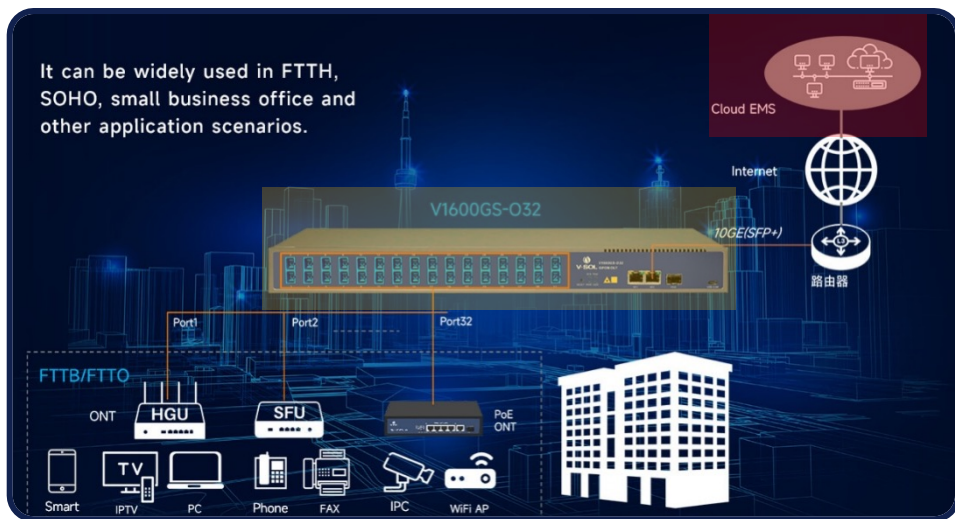 It can be widely used in FTTH,
SOHO, small business office and
other application scenarios.
Cloud EMS
Internet
V1600GS-O32
10GE(SFP+)
L3
V-SOL
路由器
Port1
Port2
Port32
FTTB/FTTO
ONT
HGU
SFU
PoE
ONT
TV
Smart
IPTV
PC
Phone
FAX
IPC
WiFi AP